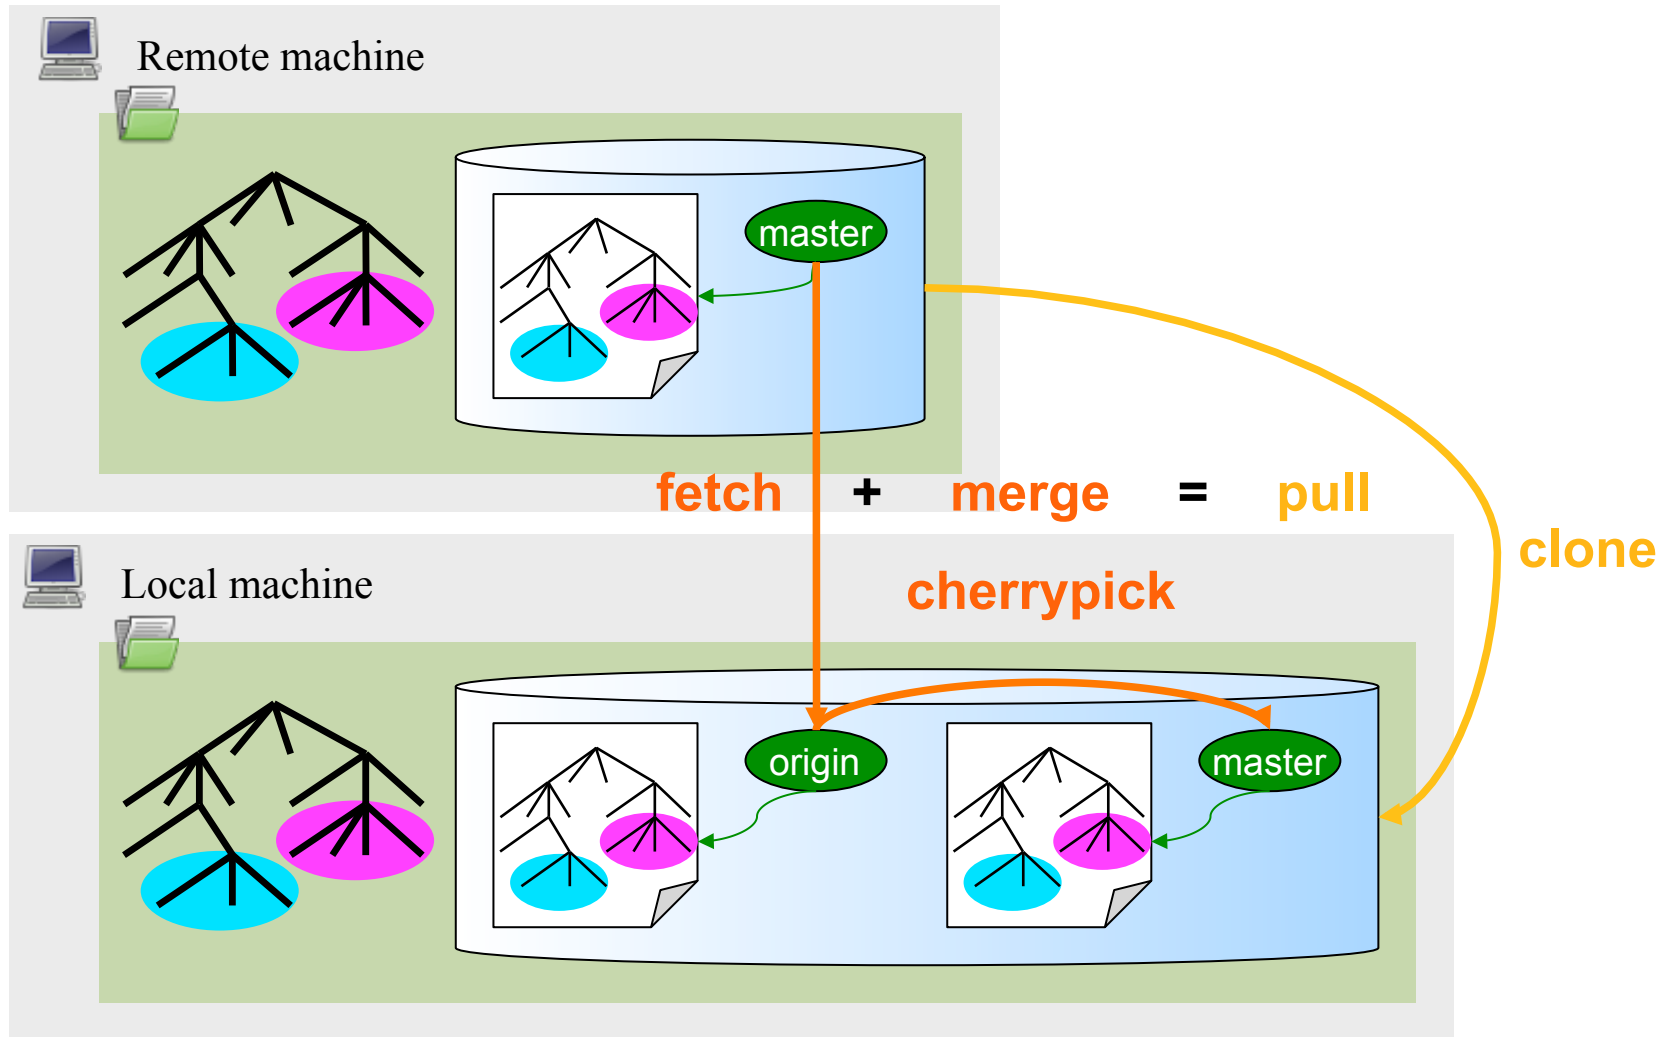 Remote machine
master
fetch + merge = pull
clone
Local machine
cherrypick
origin
master